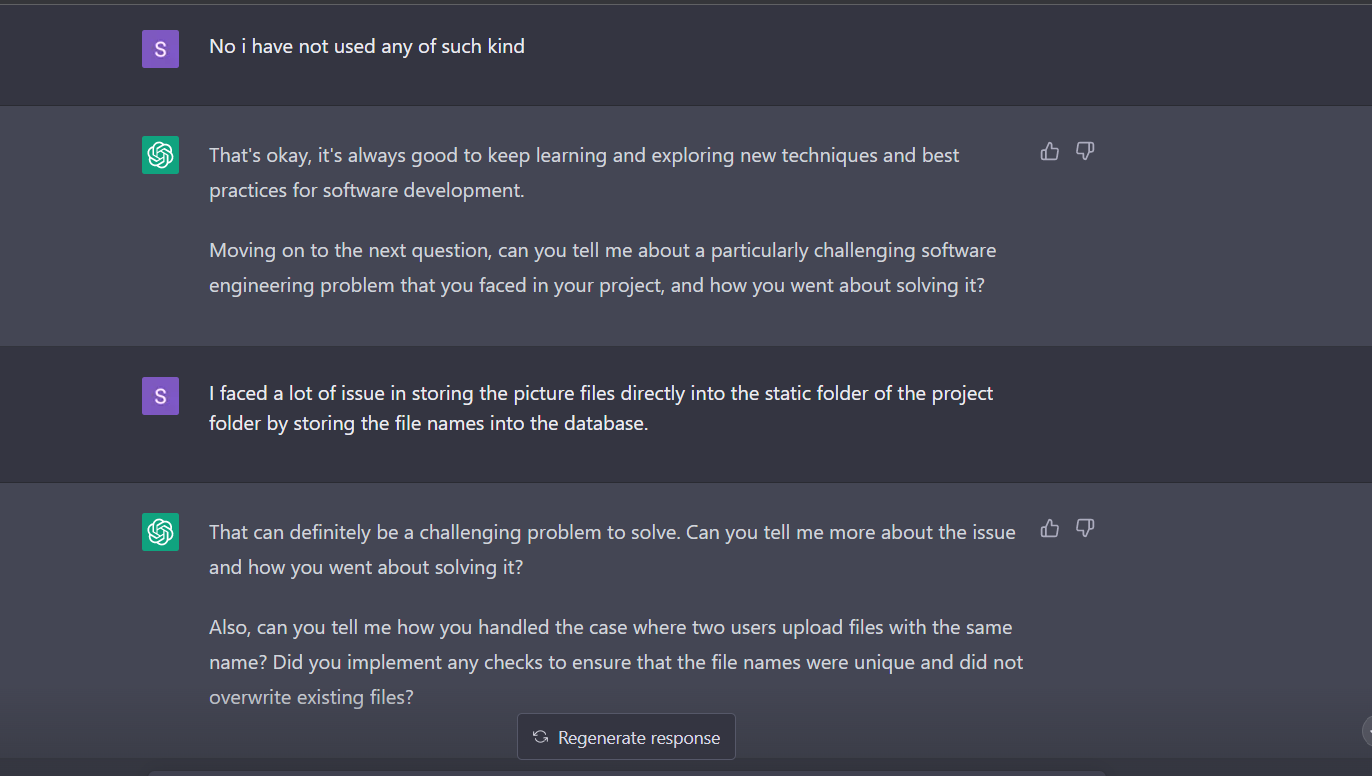 S
No i have not used any of such kind
That's okay, it's always good to keep learning and exploring new techniques and best
practices for software development.
Moving on to the next question, can you tell me about a particularly challenging software
engineering problem that you faced in your project, and how you went about solving it?
S
I faced a lot of issue in storing the picture files directly into the static folder of the project
folder by storing the file names into the database.
That can definitely be a challenging problem to solve. Can you tell me more about the issue
and how you went about solving it?
Also, can you tell me how you handled the case where two users upload files with the same
name? Did you implement any checks to ensure that the file names were unique and did not
overwrite existing files?
Regenerate response